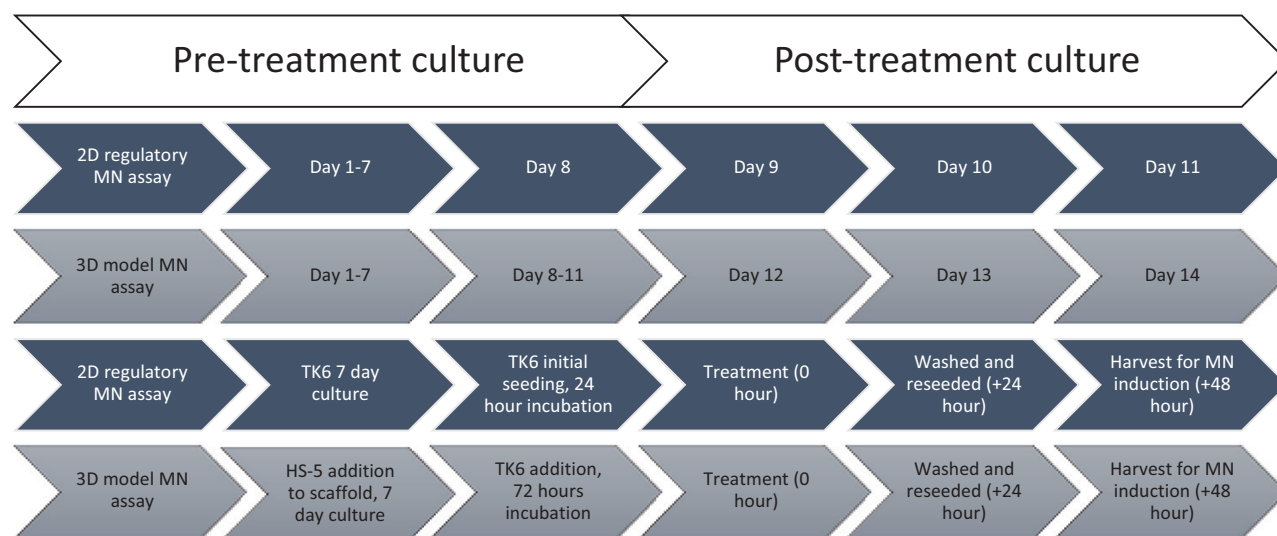 Pre-treatment culture
Post-treatment culture
2D regulatory
MN assay
Day 1-7
Day 8
Day 9
Day 10
Day 11
3D model MN
assay
Day 1-7
Day 8-11
Day 12
Day 13
Day 14
2D regulatory
MN assay
TK6 7 day
culture
TK6 initial
seeding, 24
hour incubation
Treatment (0
hour)
Washed and
reseeded (+24
hour)
Harvest for MN
induction (+48
hour)
3D model MN
assay
HS-5 addition
to scaffold, 7
day culture
TK6 addition,
72 hours
incubation
Treatment (0
hour)
Washed and
reseeded (+24
hour)
Harvest for MN
induction (+48
hour)